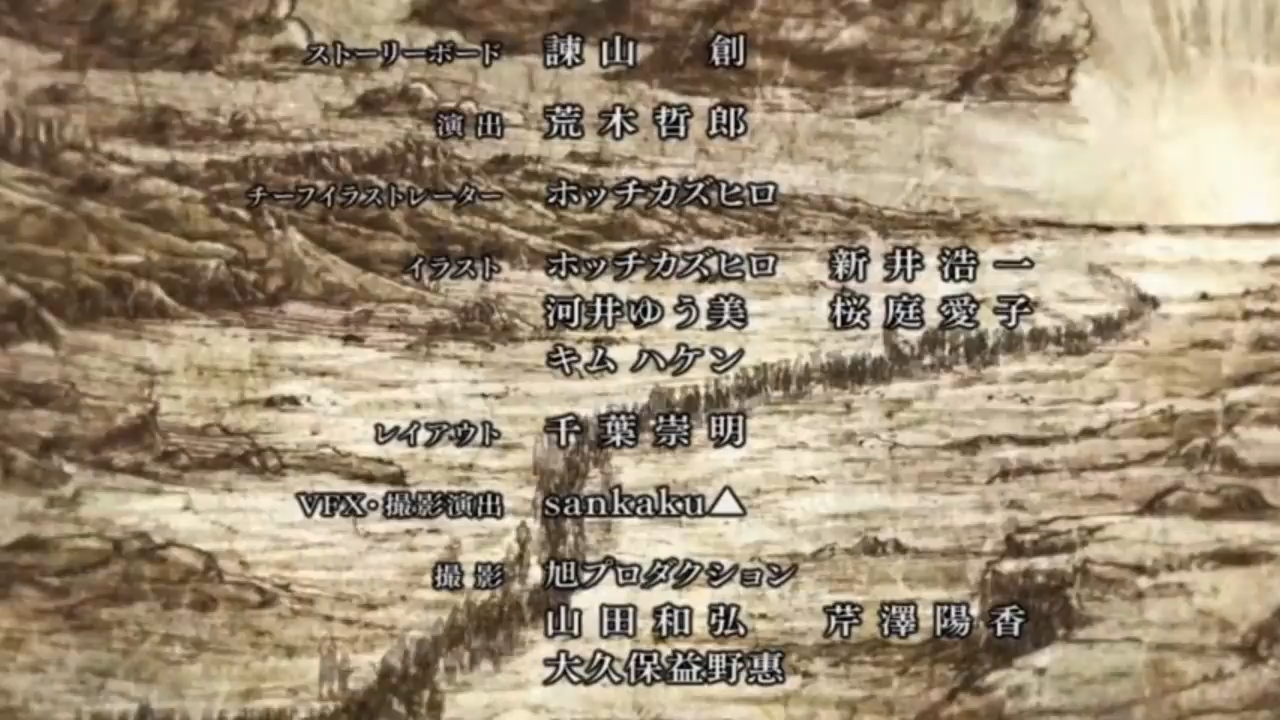 ストーリーボード 諫山 創
演出 荒木哲郎
チーフイラストレーター ホッチカズヒロ
イラスト ホッチカズヒロ 新井浩一
河井ゆう美 桜庭愛子
キム ハケン
レイアウト 千葉崇明
VFX・撮影演出 sankaku▲
撮影 旭プロダクション
山田和弘 芹澤陽香
大久保益野惠